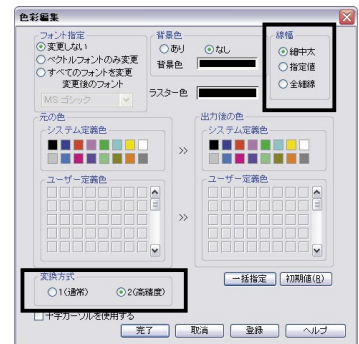 色彩編集
フォント指定
変更しない
ベクトルフォントのみ変更
すべてのフォントを変更
変更後のフォント
MS ゴシック
背景色
あり なし
背景色
ラスター色
線幅
細中太
指定値
全細線
元の色
システム定義色
ユーザー定義色
>>
>>
出力後の色
システム定義色
ユーザー定義色
変換方式
1(通常) 2(高精度)
一括指定 初期値(R)
十字カーソルを使用する
完了 取消 登録 ヘルプ